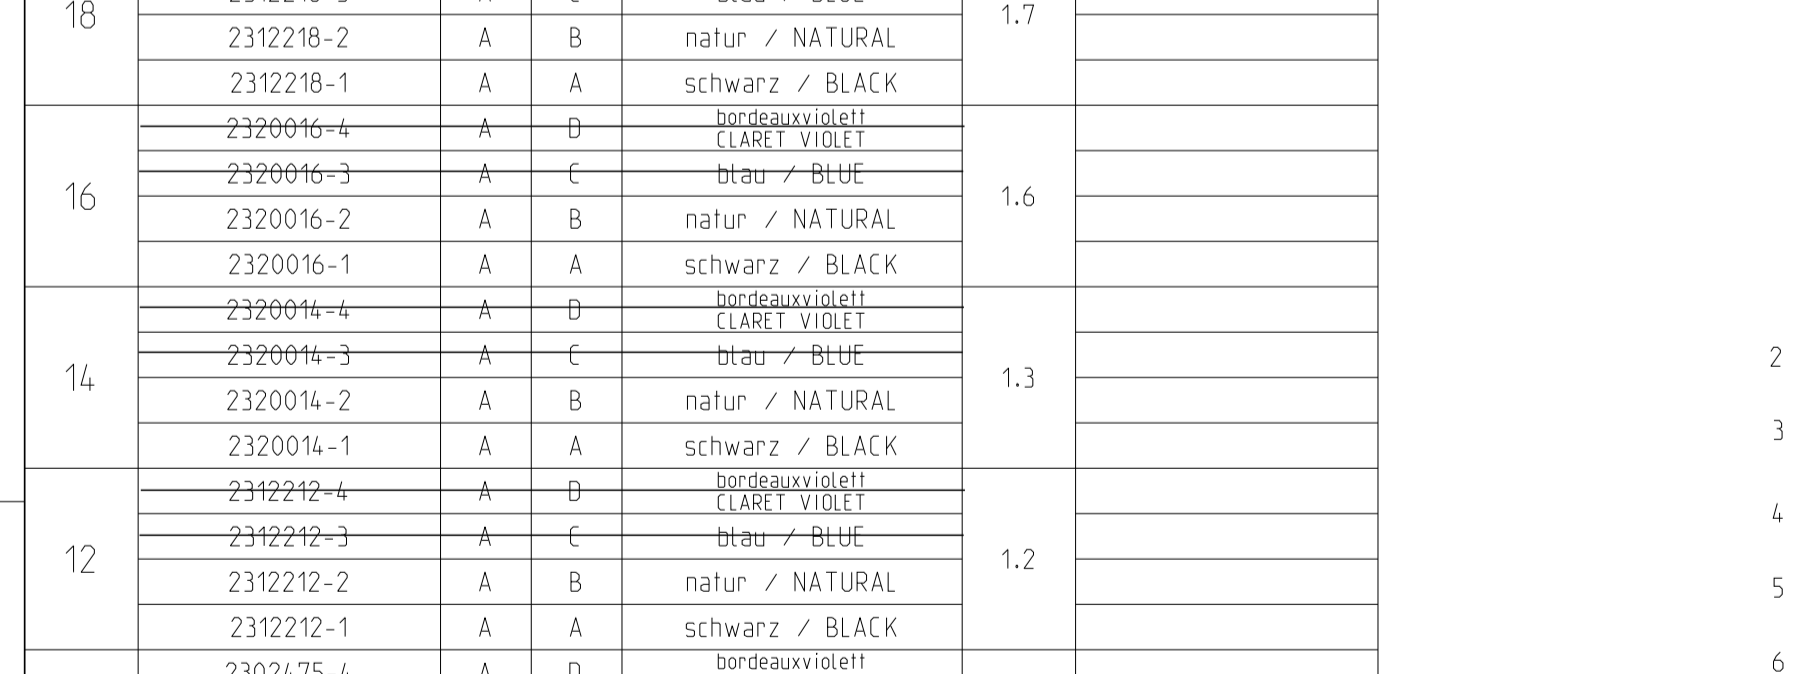 18
1.7
2312218-2 A B natur / NATURAL
2312218-1 A A schwarz / BLACK
16
2320016-4 A D bordeauxviolett
CLARET VIOLET
2320016-3 A C blau / BLUE
1.6
2320016-2 A B natur / NATURAL
2320016-1 A A schwarz / BLACK
14
2320014-4 A D bordeauxviolett
CLARET VIOLET
2320014-3 A C blau / BLUE
2
1.3
2320014-2 A B natur / NATURAL
2320014-1 A A schwarz / BLACK
3
12
2312212-4 A D bordeauxviolett
CLARET VIOLET
4
2312212-3 A C blau / BLUE
1.2
2312212-2 A B natur / NATURAL
5
2312212-1 A A schwarz / BLACK
2302475-4 A D bordeauxviolett
6